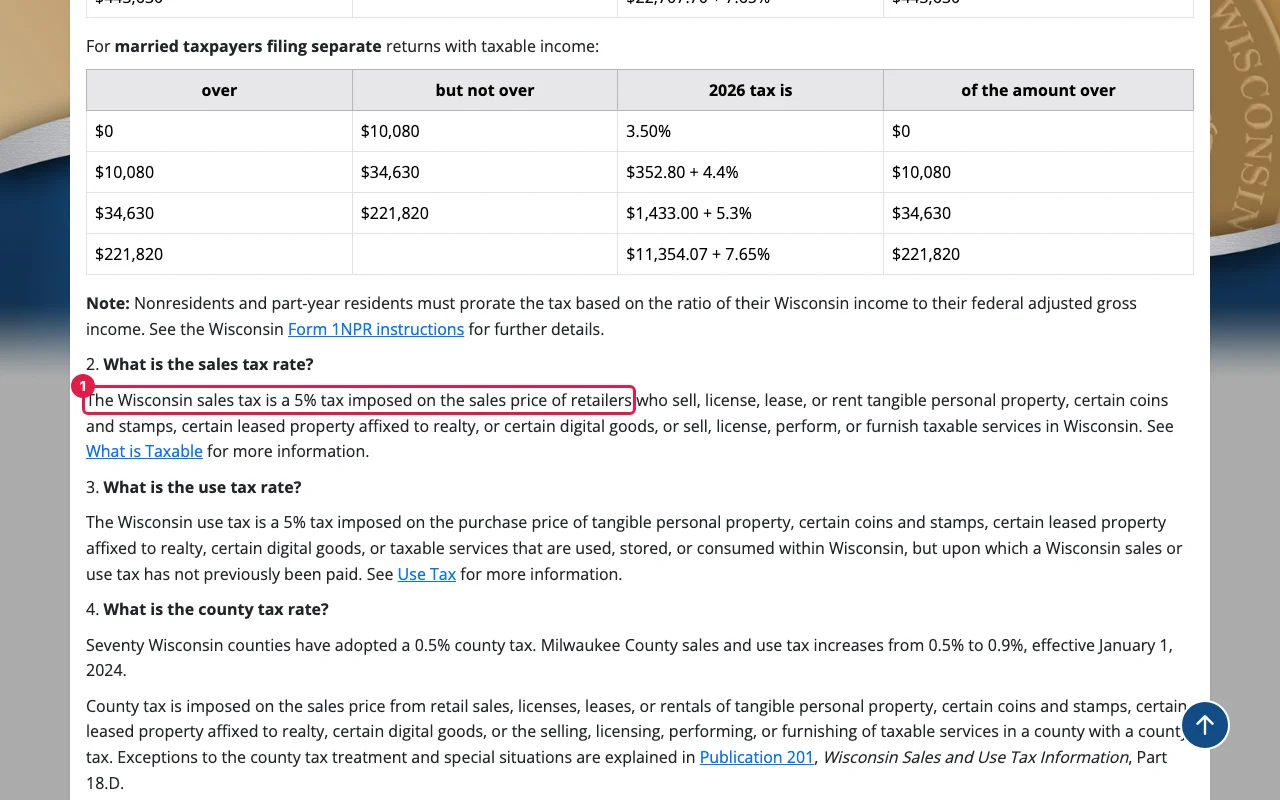 For married taxpayers filing separate returns with taxable income:
over but not over 2026 tax is of the amount over
$0 $10,080 3.50% $0
$10,080 $34,630 $352.80 + 4.4% $10,080
$34,630 $221,820 $1,433.00 + 5.3% $34,630
$221,820 $11,354.07 + 7.65% $221,820
Note: Nonresidents and part-year residents must prorate the tax based on the ratio of their Wisconsin income to their federal adjusted gross
income. See the Wisconsin Form 1NPR instructions for further details.
2. What is the sales tax rate?
1
The Wisconsin sales tax is a 5% tax imposed on the sales price of retailers who sell, license, lease, or rent tangible personal property, certain coins
and stamps, certain leased property affixed to realty, or certain digital goods, or sell, license, perform, or furnish taxable services in Wisconsin. See
What is Taxable for more information.
3. What is the use tax rate?
The Wisconsin use tax is a 5% tax imposed on the purchase price of tangible personal property, certain coins and stamps, certain leased property
affixed to realty, certain digital goods, or taxable services that are used, stored, or consumed within Wisconsin, but upon which a Wisconsin sales or
use tax has not previously been paid. See Use Tax for more information.
4. What is the county tax rate?
Seventy Wisconsin counties have adopted a 0.5% county tax. Milwaukee County sales and use tax increases from 0.5% to 0.9%, effective January 1,
2024.
County tax is imposed on the sales price from retail sales, licenses, leases, or rentals of tangible personal property, certain coins and stamps, certain
leased property affixed to realty, certain digital goods, or the selling, licensing, performing, or furnishing of taxable services in a county with a county
tax. Exceptions to the county tax treatment and special situations are explained in Publication 201, Wisconsin Sales and Use Tax Information, Part
18.D.
WISCONSIN